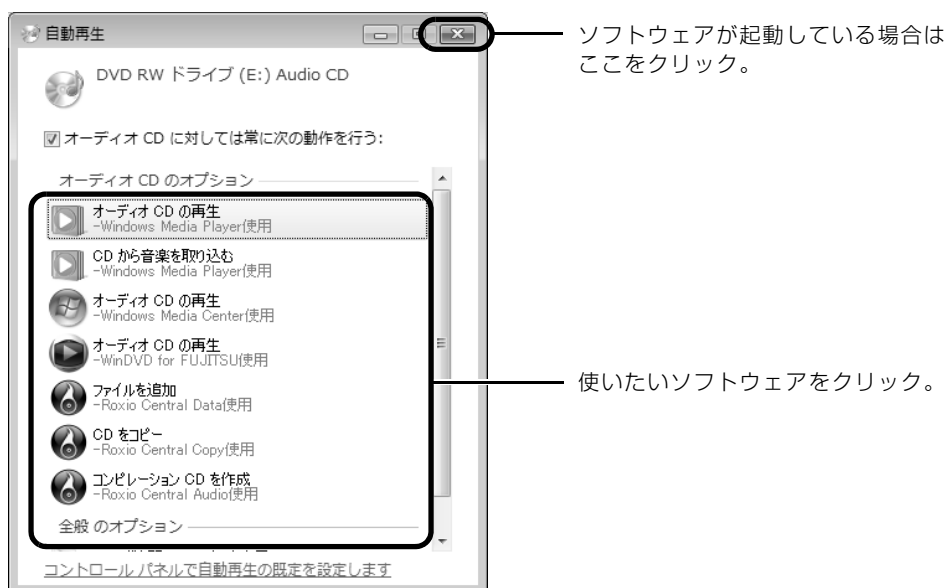 自動再生
DVD RW ドライブ (E:) Audio CD
オーディオ CD に対しては常に次の動作を行う:
オーディオ CD のオプション
オーディオ CD の再生
-Windows Media Player使用
CD から音楽を取り込む
-Windows Media Player使用
オーディオ CD の再生
-Windows Media Center使用
オーディオ CD の再生
-WinDVD for FUJITSU使用
ファイルを追加
-Roxio Central Data使用
CD をコピー
-Roxio Central Copy使用
コンピレーション CD を作成
-Roxio Central Audio使用
全般 のオプション
コントロール パネルで自動再生の既定を設定します
ソフトウェアが起動している場合は
ここをクリック。
使いたいソフトウェアをクリック。